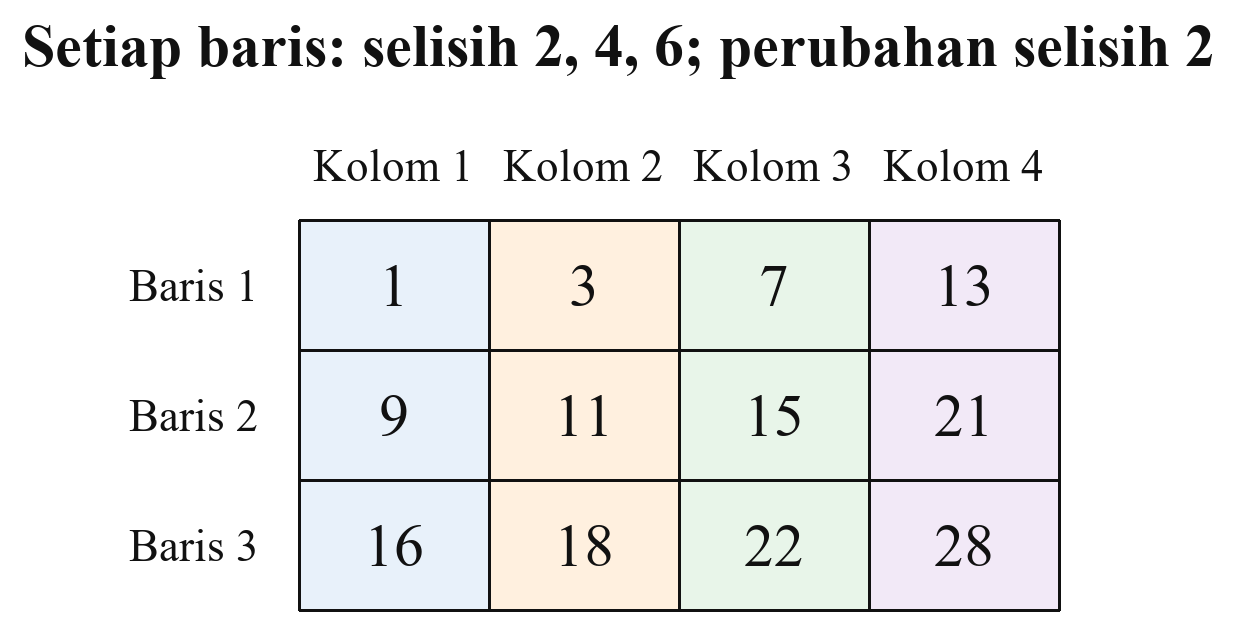 Setiap baris: selisih 2, 4, 6; perubahan selisih 2
Kolom 1 Kolom 2 Kolom 3 Kolom 4
Baris 1 1 3 7 13
Baris 2 9 11 15 21
Baris 3 16 18 22 28